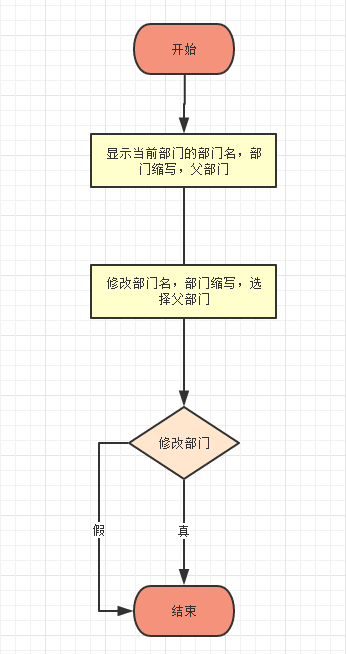 开始
显示当前部门的部门名，部
门缩写，父部门
修改部门名，部门缩写，选
择父部门
修改部门
假
真
结束